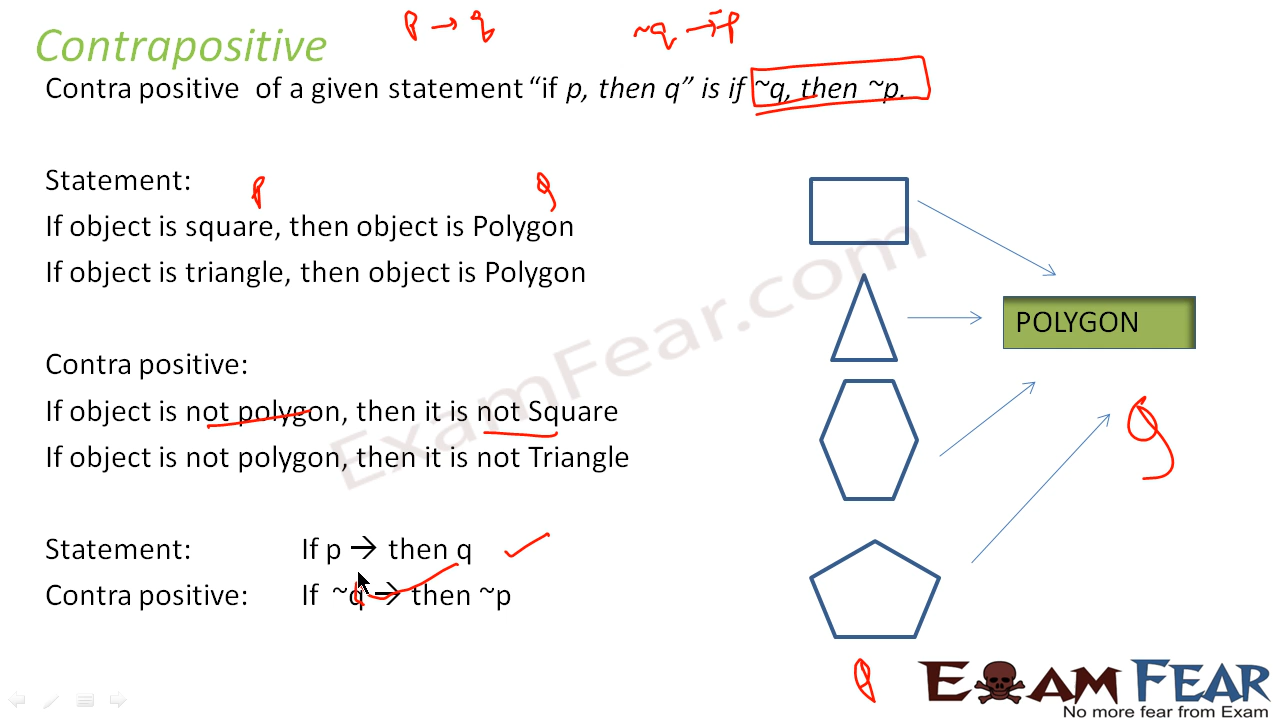 p → q ~q → ~p
Contrapositive
Contra positive of a given statement “if p, then q” is if ~q, then ~p.
Statement:
p q
If object is square, then object is Polygon
If object is triangle, then object is Polygon
POLYGON
Contra positive:
If object is not polygon, then it is not Square
If object is not polygon, then it is not Triangle
Statement: If p → then q
Contra positive: If ~q → then ~p
ExamFear.com
EXAM FEAR
No more fear from Exam